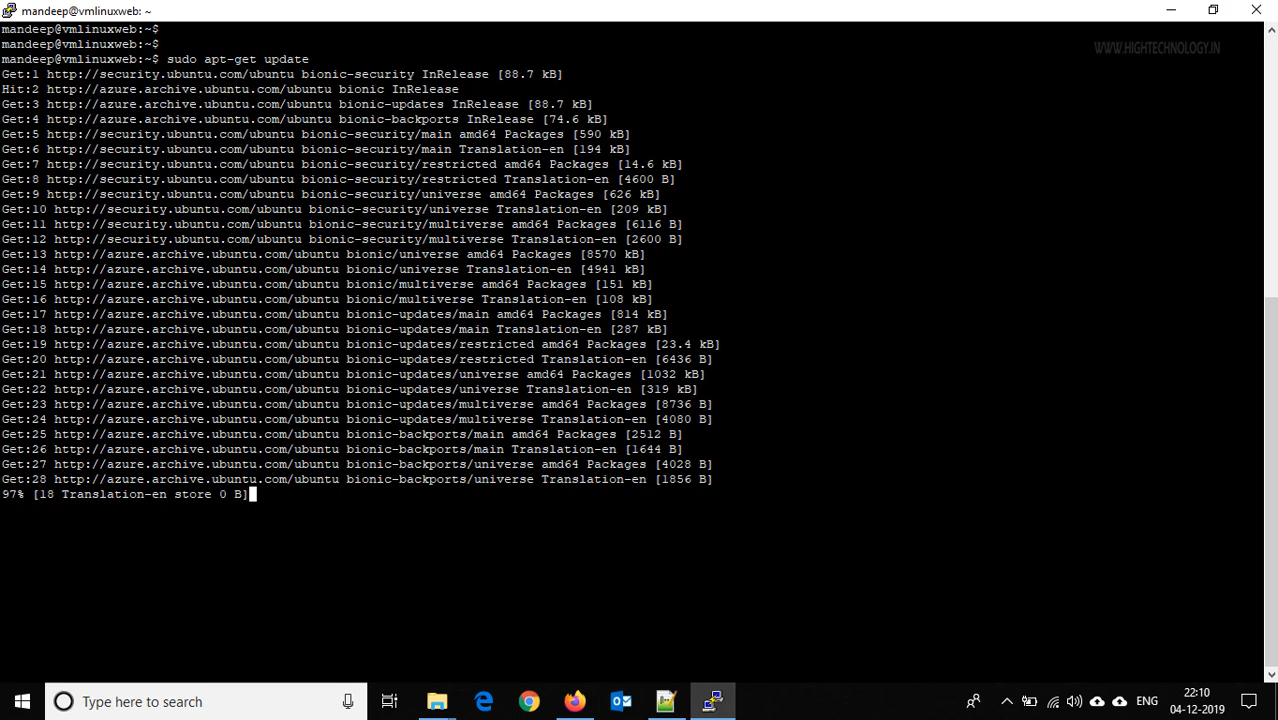 mandeep@vmlinuxweb: ~
mandeep@vmlinuxweb:~$
mandeep@vmlinuxweb:~$
WWW.HIGHTECHNOLOGY.IN
mandeep@vmlinuxweb:~$ sudo apt-get update
Get:1 http://security.ubuntu.com/ubuntu bionic-security InRelease [88.7 kB]
Hit:2 http://azure.archive.ubuntu.com/ubuntu bionic InRelease
Get:3 http://azure.archive.ubuntu.com/ubuntu bionic-updates InRelease [88.7 kB]
Get:4 http://azure.archive.ubuntu.com/ubuntu bionic-backports InRelease [74.6 kB]
Get:5 http://security.ubuntu.com/ubuntu bionic-security/main amd64 Packages [590 kB]
Get:6 http://security.ubuntu.com/ubuntu bionic-security/main Translation-en [194 kB]
Get:7 http://security.ubuntu.com/ubuntu bionic-security/restricted amd64 Packages [14.6 kB]
Get:8 http://security.ubuntu.com/ubuntu bionic-security/restricted Translation-en [4600 B]
Get:9 http://security.ubuntu.com/ubuntu bionic-security/universe amd64 Packages [626 kB]
Get:10 http://security.ubuntu.com/ubuntu bionic-security/universe Translation-en [209 kB]
Get:11 http://security.ubuntu.com/ubuntu bionic-security/multiverse amd64 Packages [6116 B]
Get:12 http://security.ubuntu.com/ubuntu bionic-security/multiverse Translation-en [2600 B]
Get:13 http://azure.archive.ubuntu.com/ubuntu bionic/universe amd64 Packages [8570 kB]
Get:14 http://azure.archive.ubuntu.com/ubuntu bionic/universe Translation-en [4941 kB]
Get:15 http://azure.archive.ubuntu.com/ubuntu bionic/multiverse amd64 Packages [151 kB]
Get:16 http://azure.archive.ubuntu.com/ubuntu bionic/multiverse Translation-en [108 kB]
Get:17 http://azure.archive.ubuntu.com/ubuntu bionic-updates/main amd64 Packages [814 kB]
Get:18 http://azure.archive.ubuntu.com/ubuntu bionic-updates/main Translation-en [287 kB]
Get:19 http://azure.archive.ubuntu.com/ubuntu bionic-updates/restricted amd64 Packages [23.4 kB]
Get:20 http://azure.archive.ubuntu.com/ubuntu bionic-updates/restricted Translation-en [6436 B]
Get:21 http://azure.archive.ubuntu.com/ubuntu bionic-updates/universe amd64 Packages [1032 kB]
Get:22 http://azure.archive.ubuntu.com/ubuntu bionic-updates/universe Translation-en [319 kB]
Get:23 http://azure.archive.ubuntu.com/ubuntu bionic-updates/multiverse amd64 Packages [8736 B]
Get:24 http://azure.archive.ubuntu.com/ubuntu bionic-updates/multiverse Translation-en [4080 B]
Get:25 http://azure.archive.ubuntu.com/ubuntu bionic-backports/main amd64 Packages [2512 B]
Get:26 http://azure.archive.ubuntu.com/ubuntu bionic-backports/main Translation-en [1644 B]
Get:27 http://azure.archive.ubuntu.com/ubuntu bionic-backports/universe amd64 Packages [4028 B]
Get:28 http://azure.archive.ubuntu.com/ubuntu bionic-backports/universe Translation-en [1856 B]
97% [18 Translation-en store 0 B]
Type here to search
ENG
22:10
04-12-2019